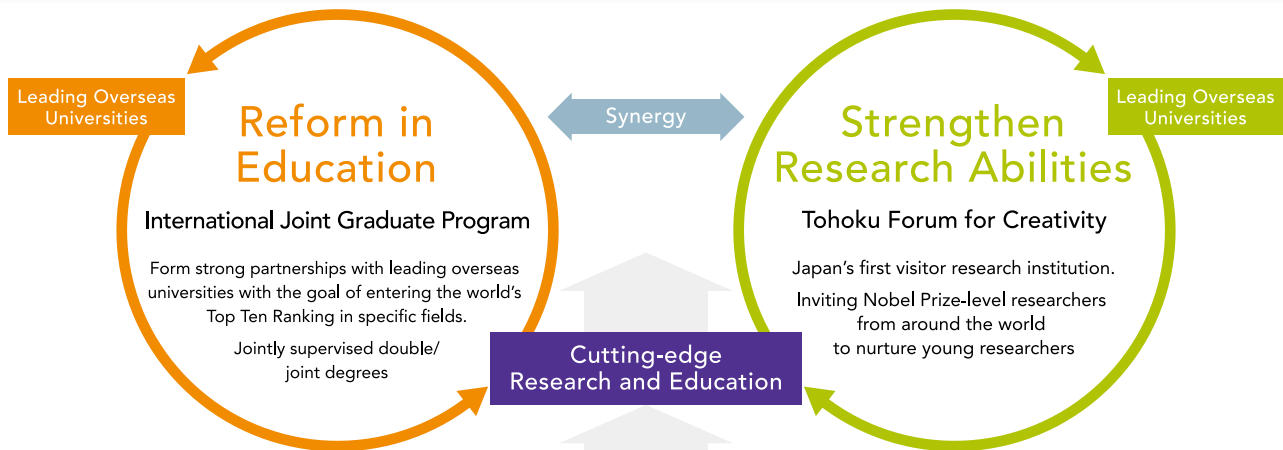 Leading Overseas
Universities
Reform in
Education
International Joint Graduate Program
Form strong partnerships with leading overseas
universities with the goal of entering the world's
Top Ten Ranking in specific fields.
Jointly supervised double/
joint degrees
Synergy
Strengthen
Research Abilities
Tohoku Forum for Creativity
Japan's first visitor research institution.
Inviting Nobel Prize-level researchers
from around the world
to nurture young researchers
Leading Overseas
Universities
Cutting-edge
Research and Education